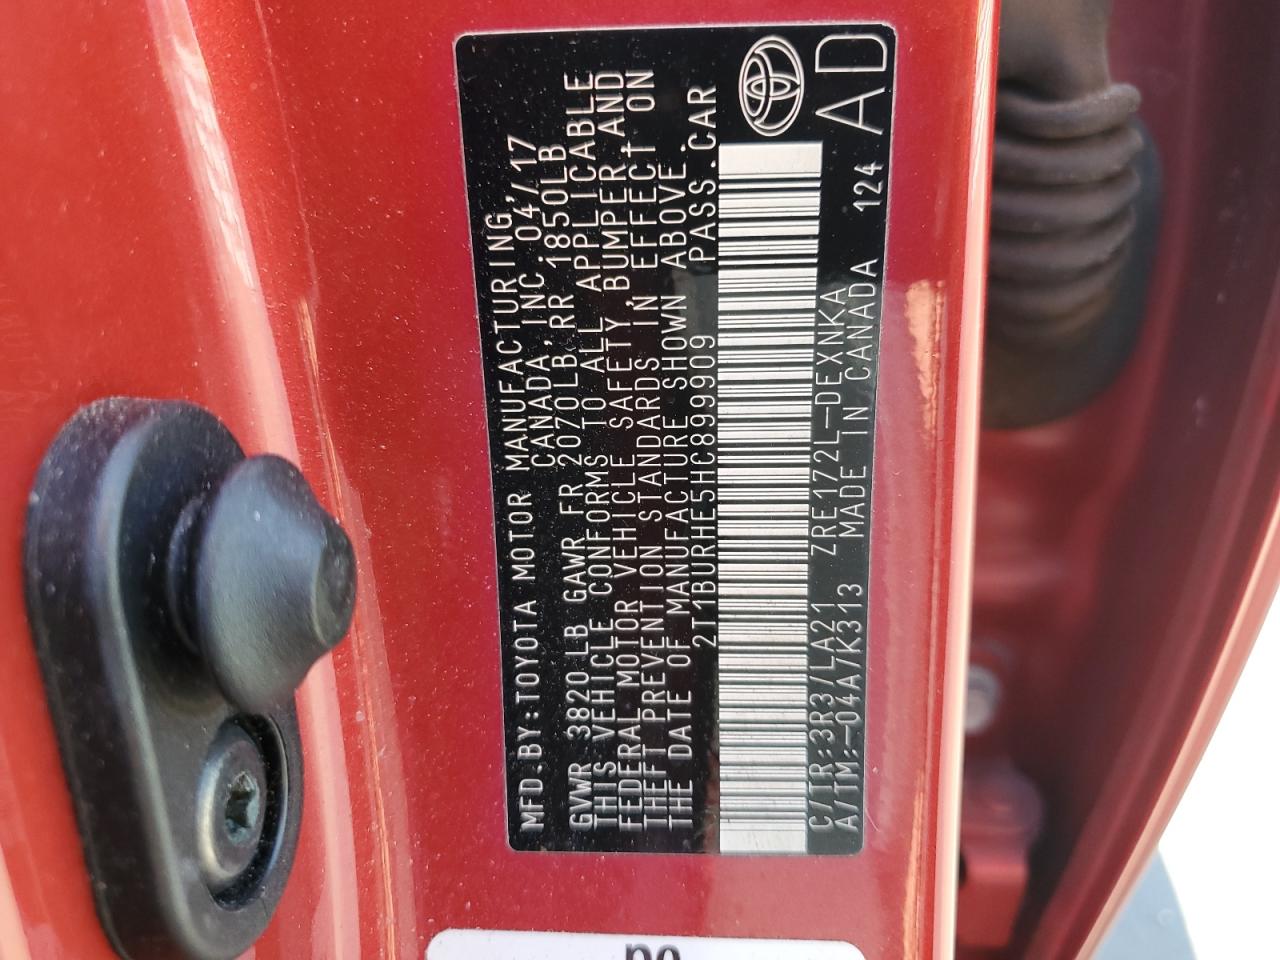 MFD.BY:TOYOTA MOTOR MANUFACTURING,
CANADA,INC. 04/17
GVWR 3820LB GAWR FR 2070LB,RR 1850LB
THIS VEHICLE CONFORMS TO ALL APPLICABLE
FEDERAL MOTOR VEHICLE SAFETY,BUMPER,AND
THEFT PREVENTION STANDARDS IN EFFECT ON
THE DATE OF MANUFACTURE SHOWN ABOVE.
2T1BURHE5HC899909 PASS.CAR
C/TR:3R3/LA21 ZRE172L-DEXNKA
A/TM:-04A/K313 MADE IN CANADA 124
AD